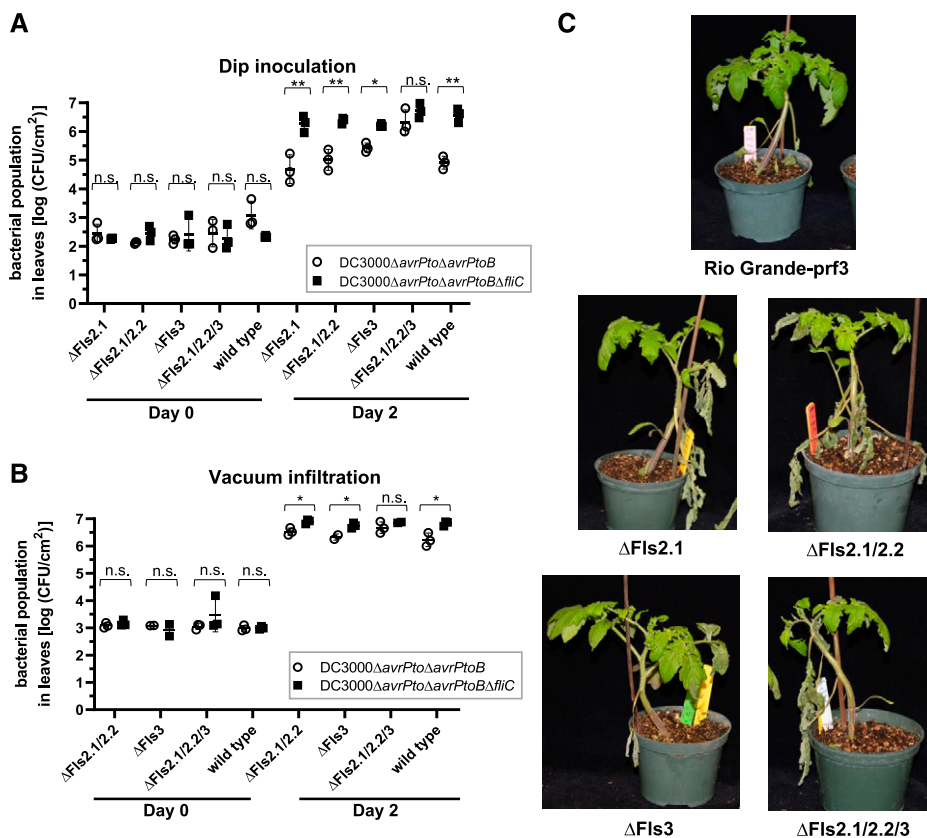 A
Dip inoculation
bacterial population
in leaves [log (CFU/cm²)]
7
6
5
4
3
2
1
0
n.s.
n.s.
n.s.
n.s.
n.s.
**
**
*
n.s.
**
DC3000ΔavrPtoΔavrPtoB
DC3000ΔavrPtoΔavrPtoBΔfliC
ΔFls2.1
ΔFls2.1/2.2
ΔFls3
ΔFls2.1/2.2/3
wild type
ΔFls2.1
ΔFls2.1/2.2
ΔFls3
ΔFls2.1/2.2/3
wild type
Day 0
Day 2
B
Vacuum infiltration
bacterial population
in leaves [log (CFU/cm²)]
7
6
5
4
3
2
1
0
n.s.
n.s.
n.s.
n.s.
*
*
n.s.
*
DC3000ΔavrPtoΔavrPtoB
DC3000ΔavrPtoΔavrPtoBΔfliC
ΔFls2.1/2.2
ΔFls3
ΔFls2.1/2.2/3
wild type
ΔFls2.1/2.2
ΔFls3
ΔFls2.1/2.2/3
wild type
Day 0
Day 2
C
Rio Grande-prf3
ΔFls2.1
ΔFls2.1/2.2
ΔFls3
ΔFls2.1/2.2/3